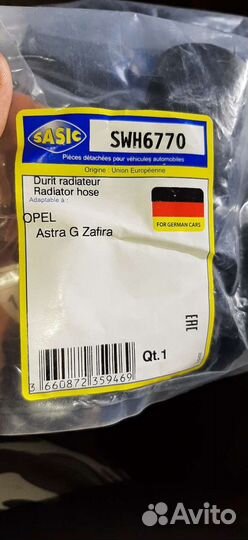 SASIC
SWH6770
Pièces détachées pour véhicules automobiles
Origine : Union Européenne
Durit radiateur
Radiator hose
Adaptable à :
FOR GERMAN CARS
OPEL
Astra G Zafira
EAC
Qt.1
3 660872 359469
Avito